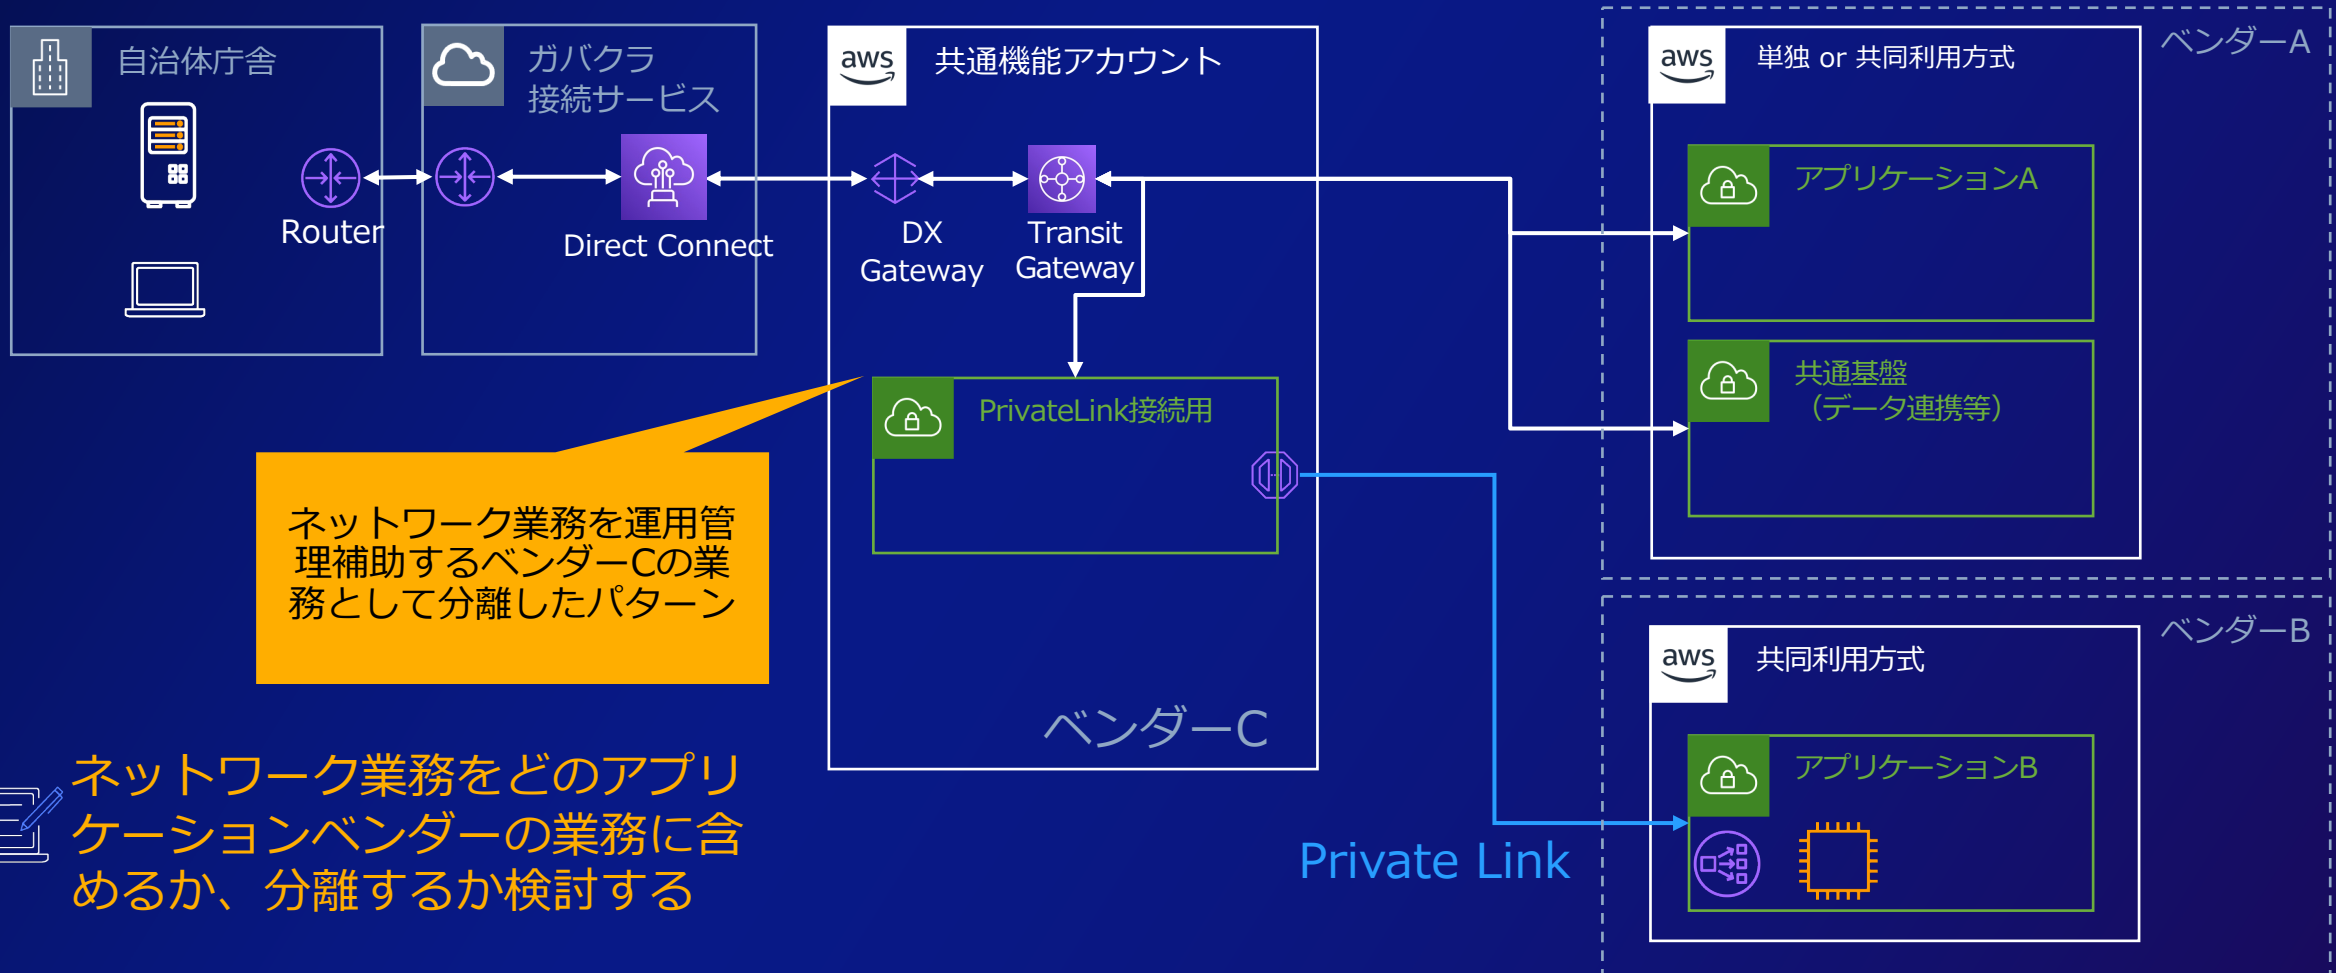 自治体庁舎
Router
ガバクラ
接続サービス
Direct Connect
aws
共通機能アカウント
DX
Gateway
Transit
Gateway
PrivateLink接続用
ベンダーC
ネットワーク業務を運用管
理補助するベンダーCの業
務として分離したパターン
ネットワーク業務をどのアプリ
ケーションベンダーの業務に含
めるか、分離するか検討する
Private Link
ベンダーA
aws
単独 or 共同利用方式
アプリケーションA
共通基盤
（データ連携等）
ベンダーB
aws
共同利用方式
アプリケーションB